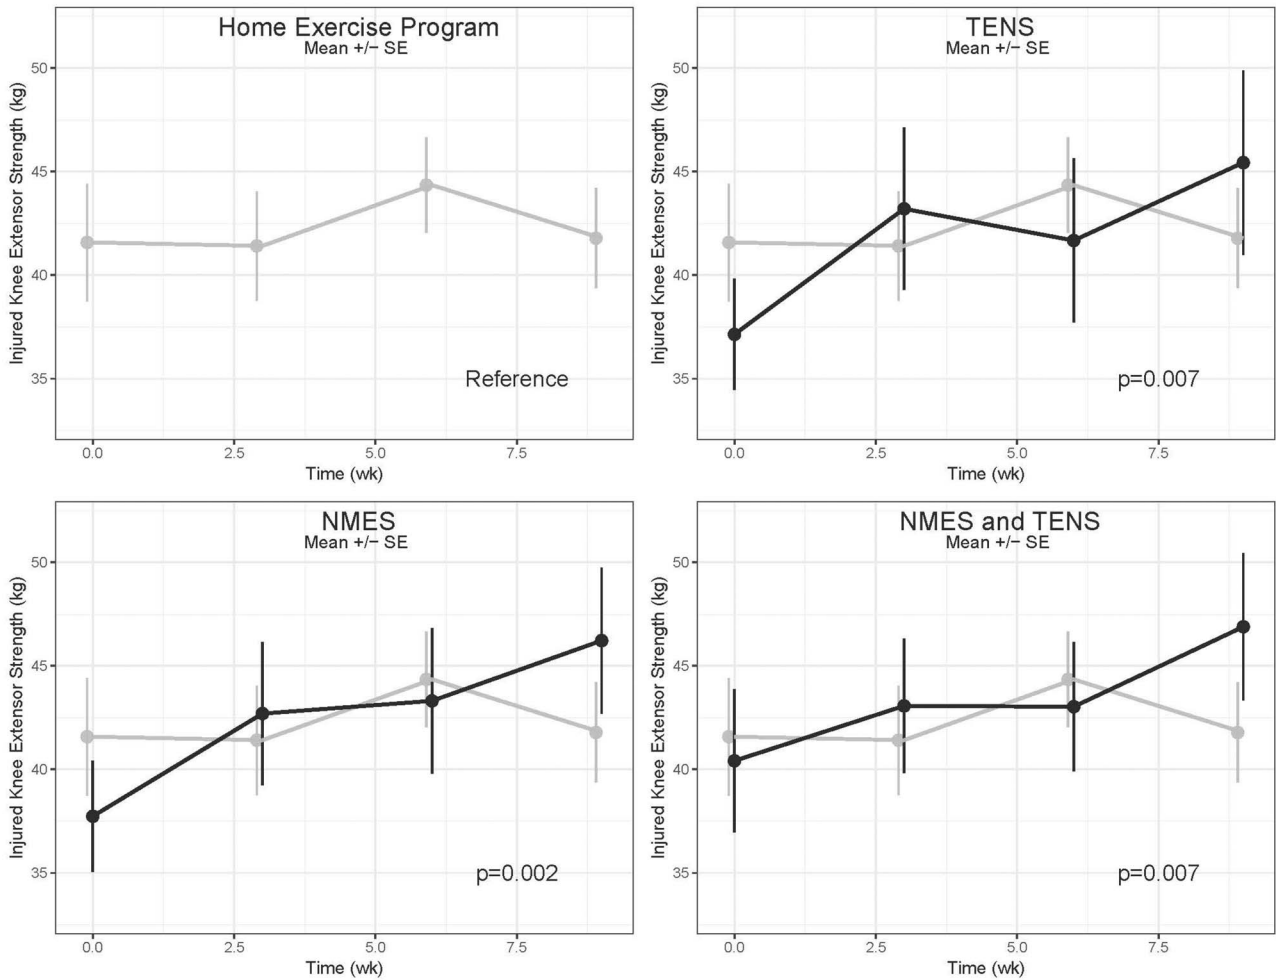 Home Exercise Program
Mean +/− SE
Injured Knee Extensor Strength (kg)
50
45
40
35
Reference
0.0 2.5 5.0 7.5
Time (wk)
TENS
Mean +/− SE
Injured Knee Extensor Strength (kg)
50
45
40
35
p=0.007
0.0 2.5 5.0 7.5
Time (wk)
NMES
Mean +/− SE
Injured Knee Extensor Strength (kg)
50
45
40
35
p=0.002
0.0 2.5 5.0 7.5
Time (wk)
NMES and TENS
Mean +/− SE
Injured Knee Extensor Strength (kg)
50
45
40
35
p=0.007
0.0 2.5 5.0 7.5
Time (wk)